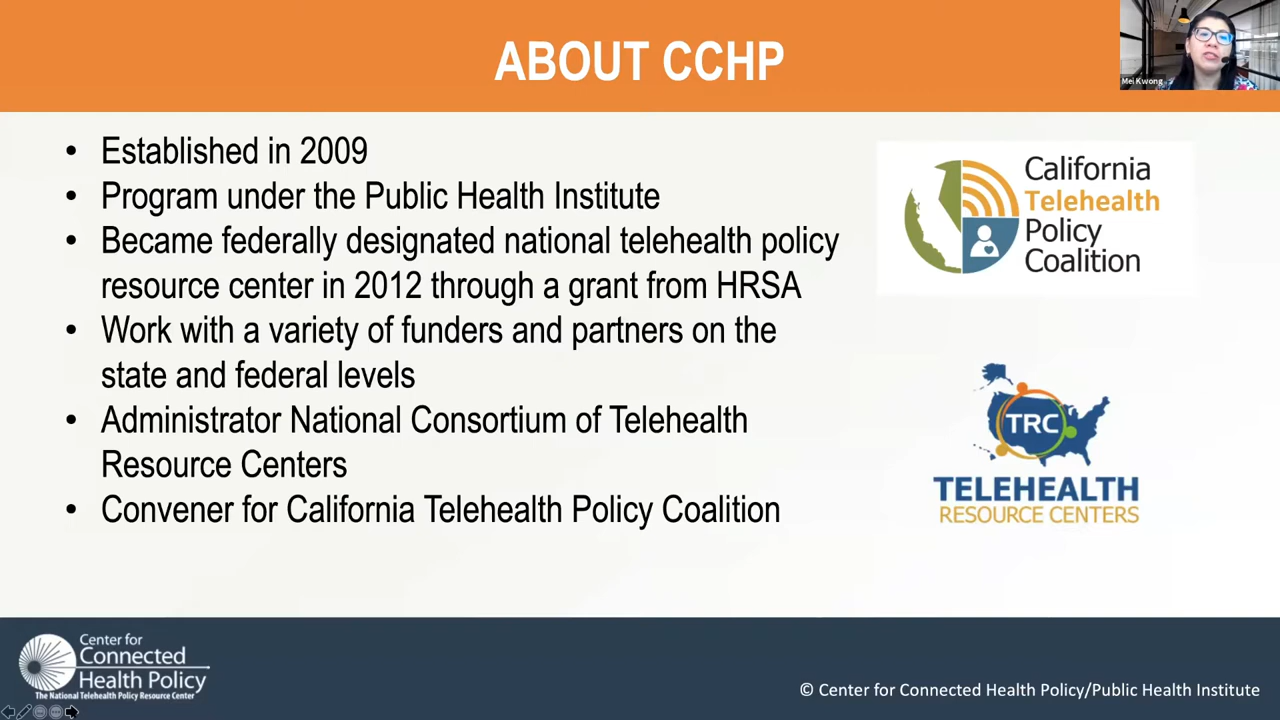 ABOUT CCHP
Mei Kwong
• Established in 2009
• Program under the Public Health Institute
• Became federally designated national telehealth policy
resource center in 2012 through a grant from HRSA
• Work with a variety of funders and partners on the
state and federal levels
• Administrator National Consortium of Telehealth
Resource Centers
• Convener for California Telehealth Policy Coalition
California
Telehealth
Policy
Coalition
TRC
TELEHEALTH
RESOURCE CENTERS
Center for
Connected
Health Policy
The National Telehealth Policy Resource Center
© Center for Connected Health Policy/Public Health Institute